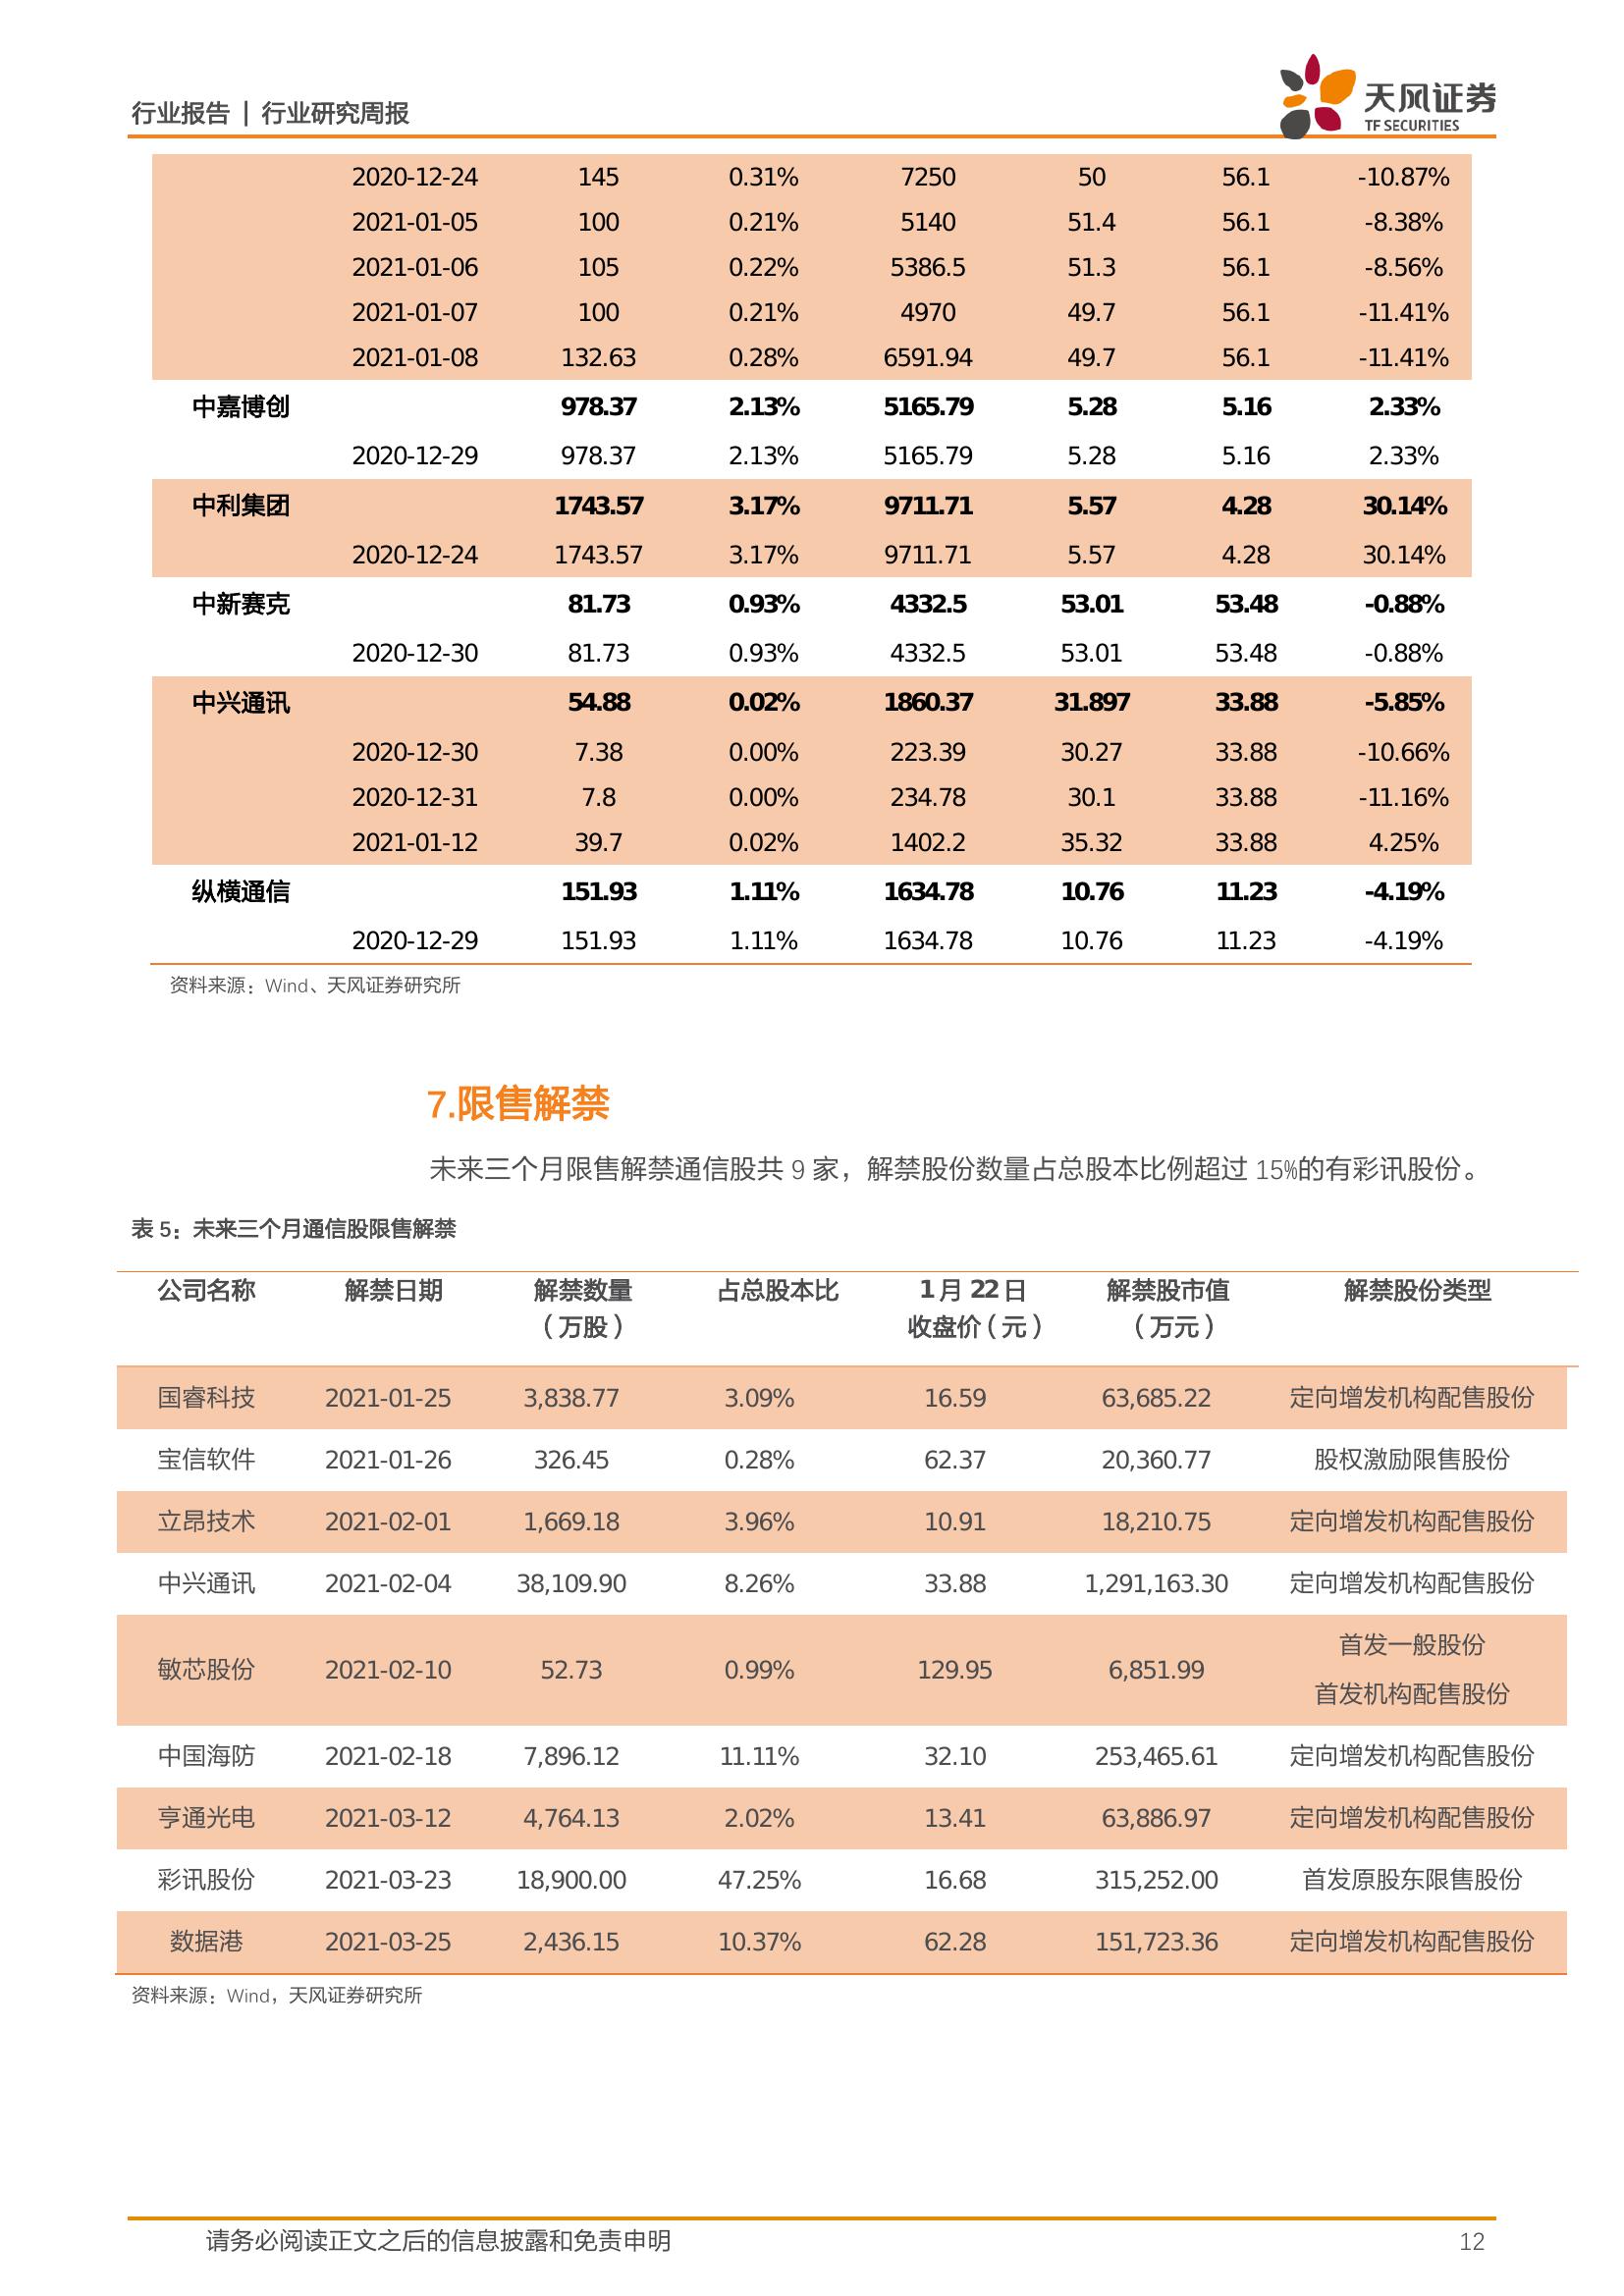 行业报告 | 行业研究周报
天风证券
TF SECURITIES
2020-12-24 145 0.31% 7250 50 56.1 -10.87%
2021-01-05 100 0.21% 5140 51.4 56.1 -8.38%
2021-01-06 105 0.22% 5386.5 51.3 56.1 -8.56%
2021-01-07 100 0.21% 4970 49.7 56.1 -11.41%
2021-01-08 132.63 0.28% 6591.94 49.7 56.1 -11.41%
中嘉博创 978.37 2.13% 5165.79 5.28 5.16 2.33%
2020-12-29 978.37 2.13% 5165.79 5.28 5.16 2.33%
中利集团 1743.57 3.17% 9711.71 5.57 4.28 30.14%
2020-12-24 1743.57 3.17% 9711.71 5.57 4.28 30.14%
中新赛克 81.73 0.93% 4332.5 53.01 53.48 -0.88%
2020-12-30 81.73 0.93% 4332.5 53.01 53.48 -0.88%
中兴通讯 54.88 0.02% 1860.37 31.897 33.88 -5.85%
2020-12-30 7.38 0.00% 223.39 30.27 33.88 -10.66%
2020-12-31 7.8 0.00% 234.78 30.1 33.88 -11.16%
2021-01-12 39.7 0.02% 1402.2 35.32 33.88 4.25%
纵横通信 151.93 1.11% 1634.78 10.76 11.23 -4.19%
2020-12-29 151.93 1.11% 1634.78 10.76 11.23 -4.19%
资料来源：Wind、天风证券研究所
7.限售解禁
未来三个月限售解禁通信股共 9 家，解禁股份数量占总股本比例超过 15%的有彩讯股份。
表 5：未来三个月通信股限售解禁
公司名称 解禁日期 解禁数量 占总股本比 1 月 22 日 解禁股市值 解禁股份类型
（万股） 收盘价（元） （万元）
国睿科技 2021-01-25 3,838.77 3.09% 16.59 63,685.22 定向增发机构配售股份
宝信软件 2021-01-26 326.45 0.28% 62.37 20,360.77 股权激励限售股份
立昂技术 2021-02-01 1,669.18 3.96% 10.91 18,210.75 定向增发机构配售股份
中兴通讯 2021-02-04 38,109.90 8.26% 33.88 1,291,163.30 定向增发机构配售股份
敏芯股份 2021-02-10 52.73 0.99% 129.95 6,851.99 首发一般股份
首发机构配售股份
中国海防 2021-02-18 7,896.12 11.11% 32.10 253,465.61 定向增发机构配售股份
亨通光电 2021-03-12 4,764.13 2.02% 13.41 63,886.97 定向增发机构配售股份
彩讯股份 2021-03-23 18,900.00 47.25% 16.68 315,252.00 首发原股东限售股份
数据港 2021-03-25 2,436.15 10.37% 62.28 151,723.36 定向增发机构配售股份
资料来源：Wind，天风证券研究所
请务必阅读正文之后的信息披露和免责申明 12